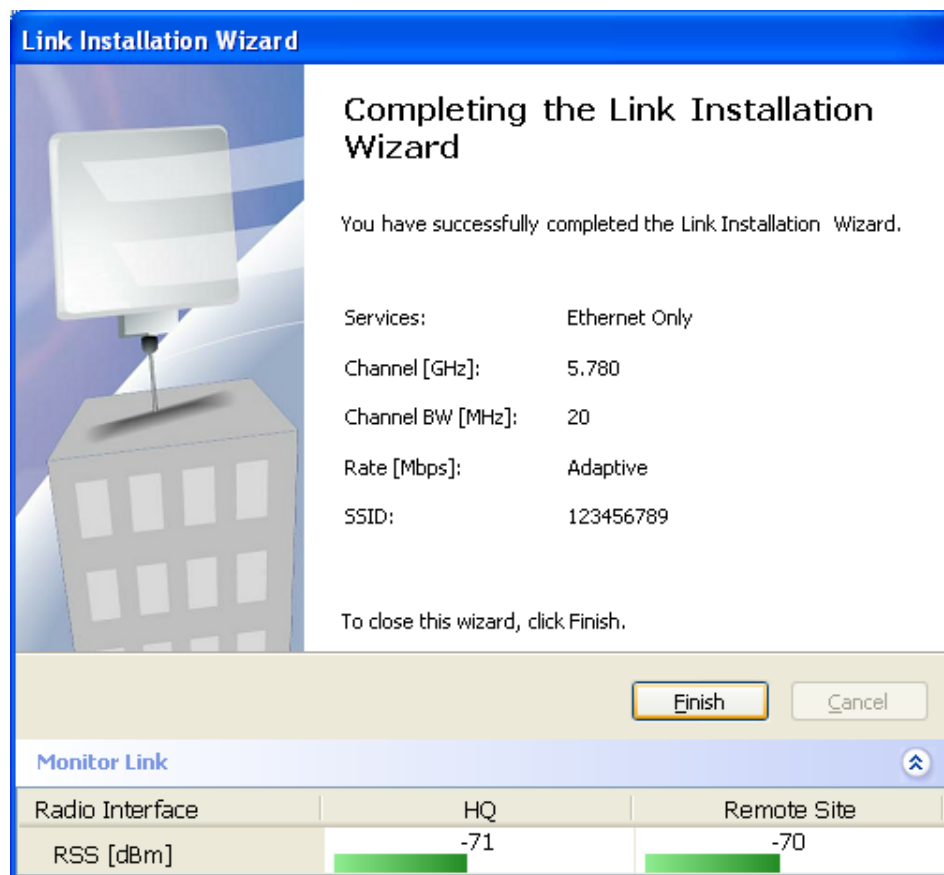 Link Installation Wizard
Completing the Link Installation
Wizard
You have successfully completed the Link Installation Wizard.
Services: Ethernet Only
Channel [GHz]: 5.780
Channel BW [MHz]: 20
Rate [Mbps]: Adaptive
SSID: 123456789
To close this wizard, click Finish.
Finish Cancel
Monitor Link
Radio Interface HQ Remote Site
RSS [dBm] -71 -70